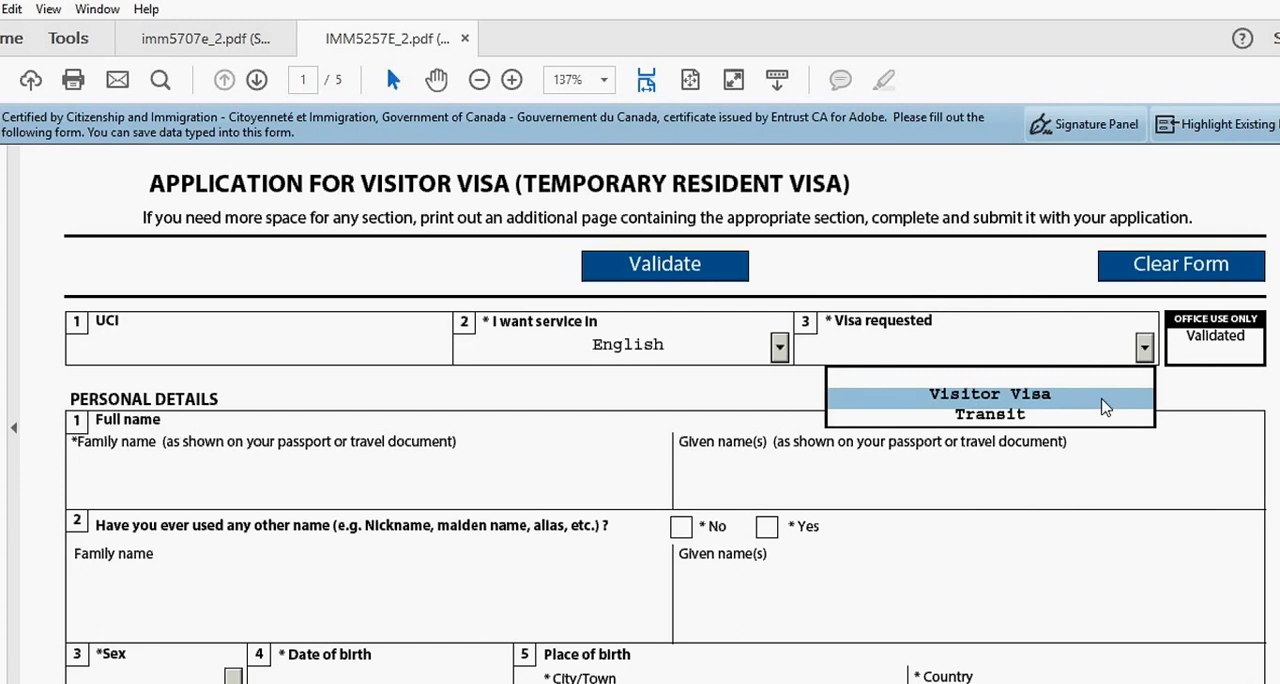 Edit View Window Help
me Tools imm5707e_2.pdf (S... IMM5257E_2.pdf (... ×
1 / 5 137%
Certified by Citizenship and Immigration - Citoyenneté et Immigration, Government of Canada - Gouvernement du Canada, certificate issued by Entrust CA for Adobe. Please fill out the
following form. You can save data typed into this form.
Signature Panel
Highlight Existing
APPLICATION FOR VISITOR VISA (TEMPORARY RESIDENT VISA)
If you need more space for any section, print out an additional page containing the appropriate section, complete and submit it with your application.
Validate Clear Form
1 UCI 2 * I want service in 3 * Visa requested OFFICE USE ONLY
English Validated
Visitor Visa
Transit
PERSONAL DETAILS
1 Full name
*Family name (as shown on your passport or travel document) Given name(s) (as shown on your passport or travel document)
2 Have you ever used any other name (e.g. Nickname, maiden name, alias, etc.) ? * No * Yes
Family name Given name(s)
3 *Sex 4 * Date of birth 5 Place of birth
* City/Town * Country